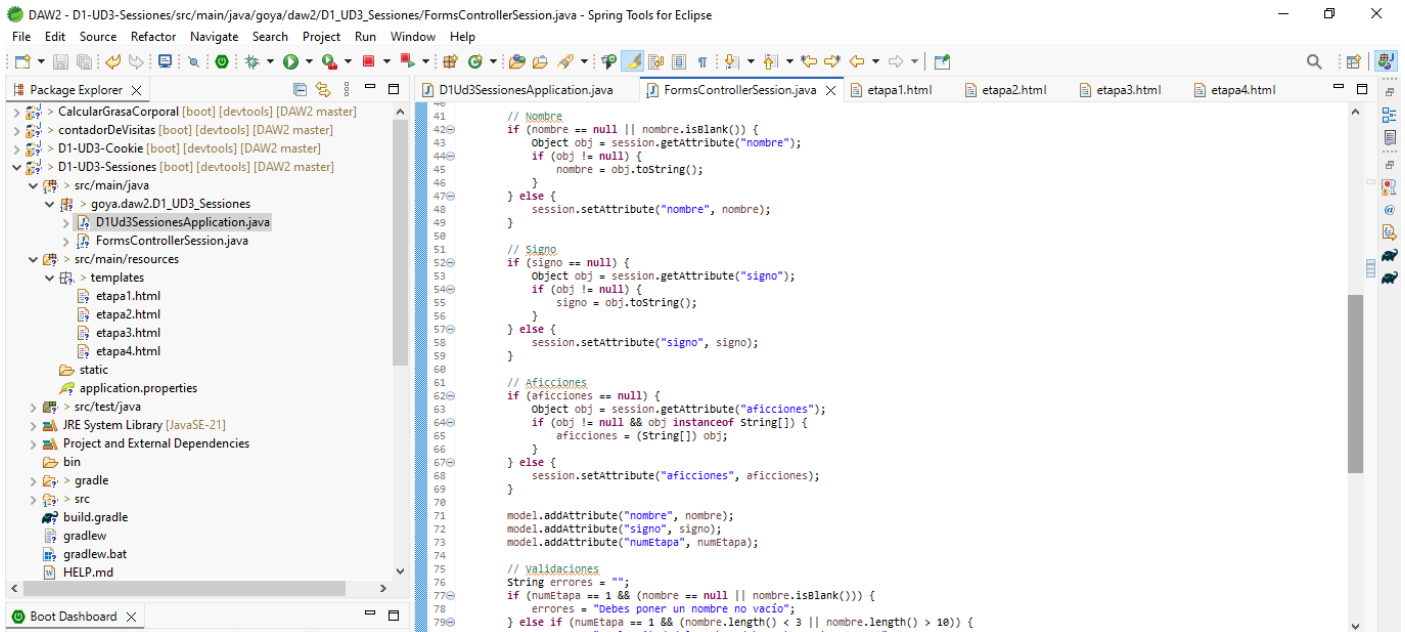 DAW2 - D1-UD3-Sessiones/src/main/java/goya/daw2/D1_UD3_Sessiones/FormsControllerSession.java - Spring Tools for Eclipse
File Edit Source Refactor Navigate Search Project Run Window Help
Package Explorer
D1Ud3SessionesApplication.java FormsControllerSession.java etapa1.html etapa2.html etapa3.html etapa4.html
> CalcularGrasaCorporal [boot] [devtools] [DAW2 master]
> contadorDeVisitas [boot] [devtools] [DAW2 master]
> D1-UD3-Cookie [boot] [devtools] [DAW2 master]
> D1-UD3-Sessiones [boot] [devtools] [DAW2 master]
> src/main/java
> goya.daw2.D1_UD3_Sessiones
D1Ud3SessionesApplication.java
FormsControllerSession.java
> src/main/resources
> templates
etapa1.html
etapa2.html
etapa3.html
etapa4.html
static
application.properties
> src/test/java
JRE System Library [JavaSE-21]
Project and External Dependencies
bin
> gradle
> src
build.gradle
gradlew
gradlew.bat
HELP.md
Boot Dashboard
40
41 // Nombre
42 if (nombre == null || nombre.isBlank()) {
43 Object obj = session.getAttribute("nombre");
44 if (obj != null) {
45 nombre = obj.toString();
46 }
47 } else {
48 session.setAttribute("nombre", nombre);
49 }
50
51 // Signo
52 if (signo == null) {
53 Object obj = session.getAttribute("signo");
54 if (obj != null) {
55 signo = obj.toString();
56 }
57 } else {
58 session.setAttribute("signo", signo);
59 }
60
61 // Aficciones
62 if (aficciones == null) {
63 Object obj = session.getAttribute("aficciones");
64 if (obj != null && obj instanceof String[]) {
65 aficciones = (String[]) obj;
66 }
67 } else {
68 session.setAttribute("aficciones", aficciones);
69 }
70
71 model.addAttribute("nombre", nombre);
72 model.addAttribute("signo", signo);
73 model.addAttribute("numEtapa", numEtapa);
74
75 // Validaciones
76 String errores = "";
77 if (numEtapa == 1 && (nombre == null || nombre.isBlank())) {
78 errores = "Debes poner un nombre no vacío";
79 } else if (numEtapa == 1 && (nombre.length() < 3 || nombre.length() > 10)) {